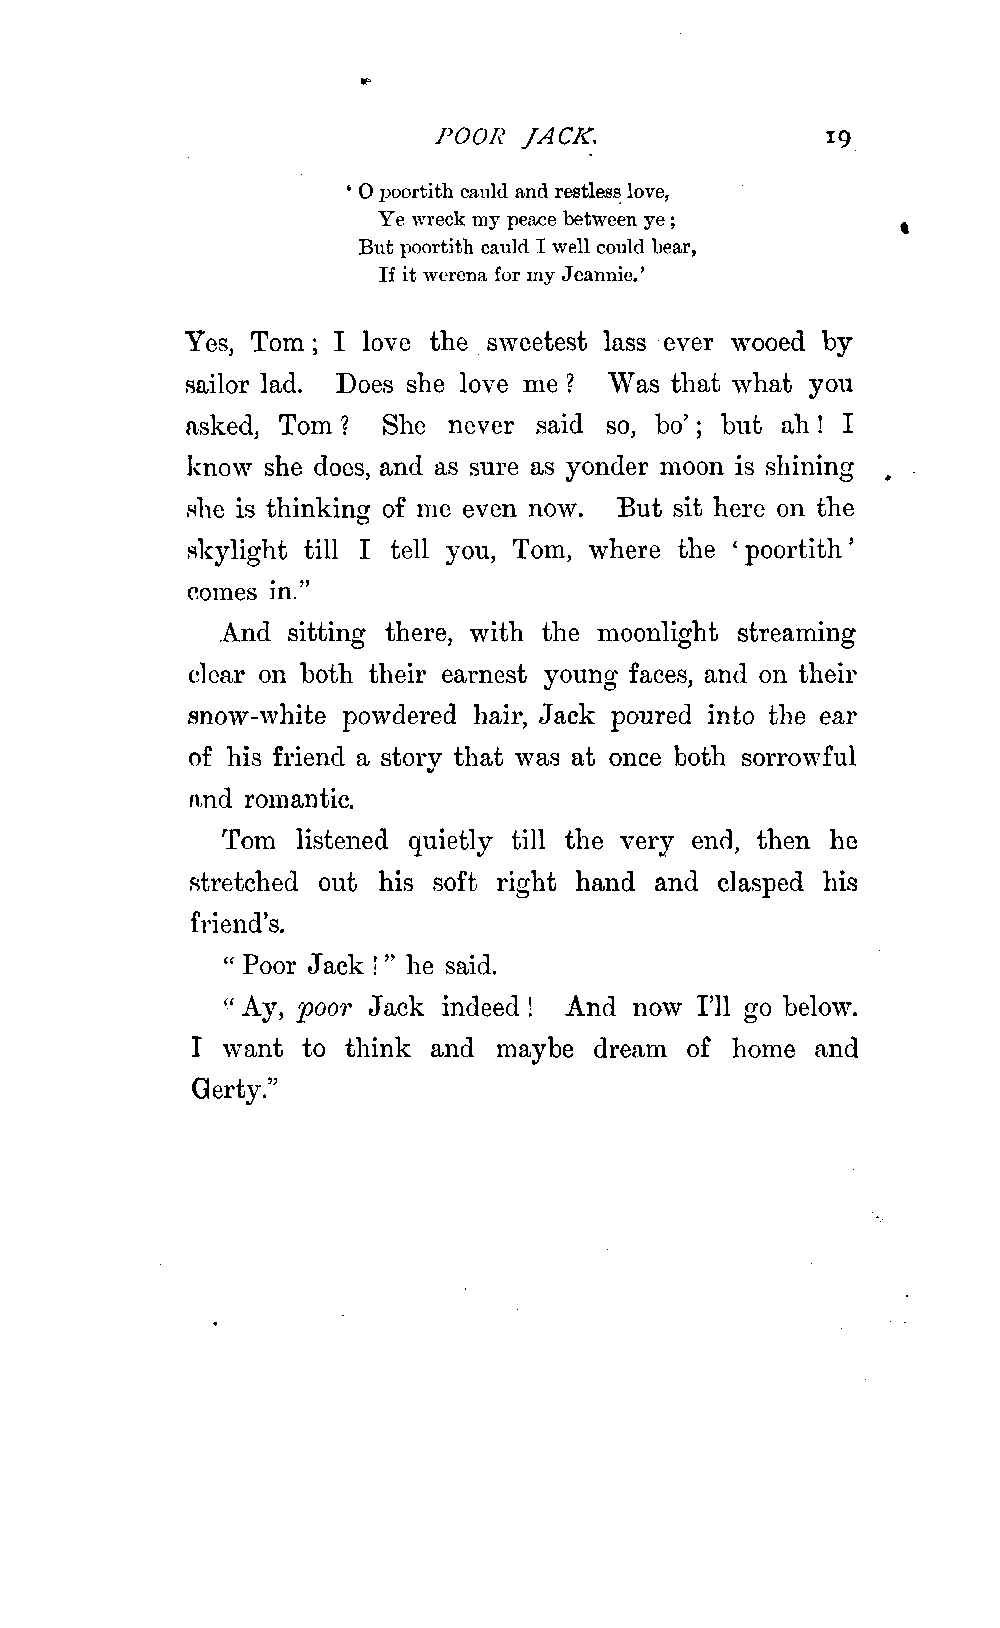 POOR JACK. 19
‘ O poortith cauld and restless love,
Ye wreck my peace between ye ;
But poortith cauld I well could bear,
If it werena for my Jeannie.’
Yes, Tom ; I love the sweetest lass ever wooed by
sailor lad. Does she love me ? Was that what you
asked, Tom ? She never said so, bo’ ; but ah ! I
know she does, and as sure as yonder moon is shining
she is thinking of me even now. But sit here on the
skylight till I tell you, Tom, where the ‘ poortith ’
comes in.”
And sitting there, with the moonlight streaming
clear on both their earnest young faces, and on their
snow-white powdered hair, Jack poured into the ear
of his friend a story that was at once both sorrowful
and romantic.
Tom listened quietly till the very end, then he
stretched out his soft right hand and clasped his
friend’s.
“ Poor Jack ! ” he said.
“ Ay, poor Jack indeed ! And now I’ll go below.
I want to think and maybe dream of home and
Gerty.”